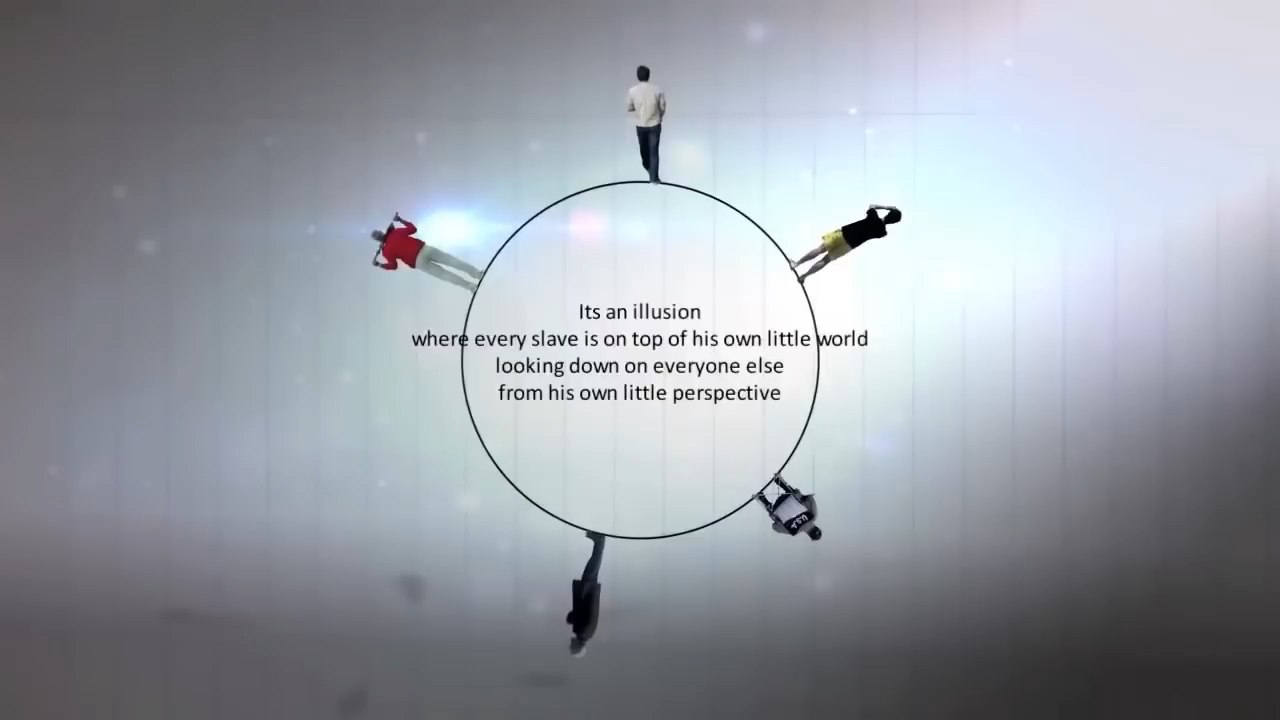 Its an illusion
where every slave is on top of his own little world
looking down on everyone else
from his own little perspective
U.S.A.